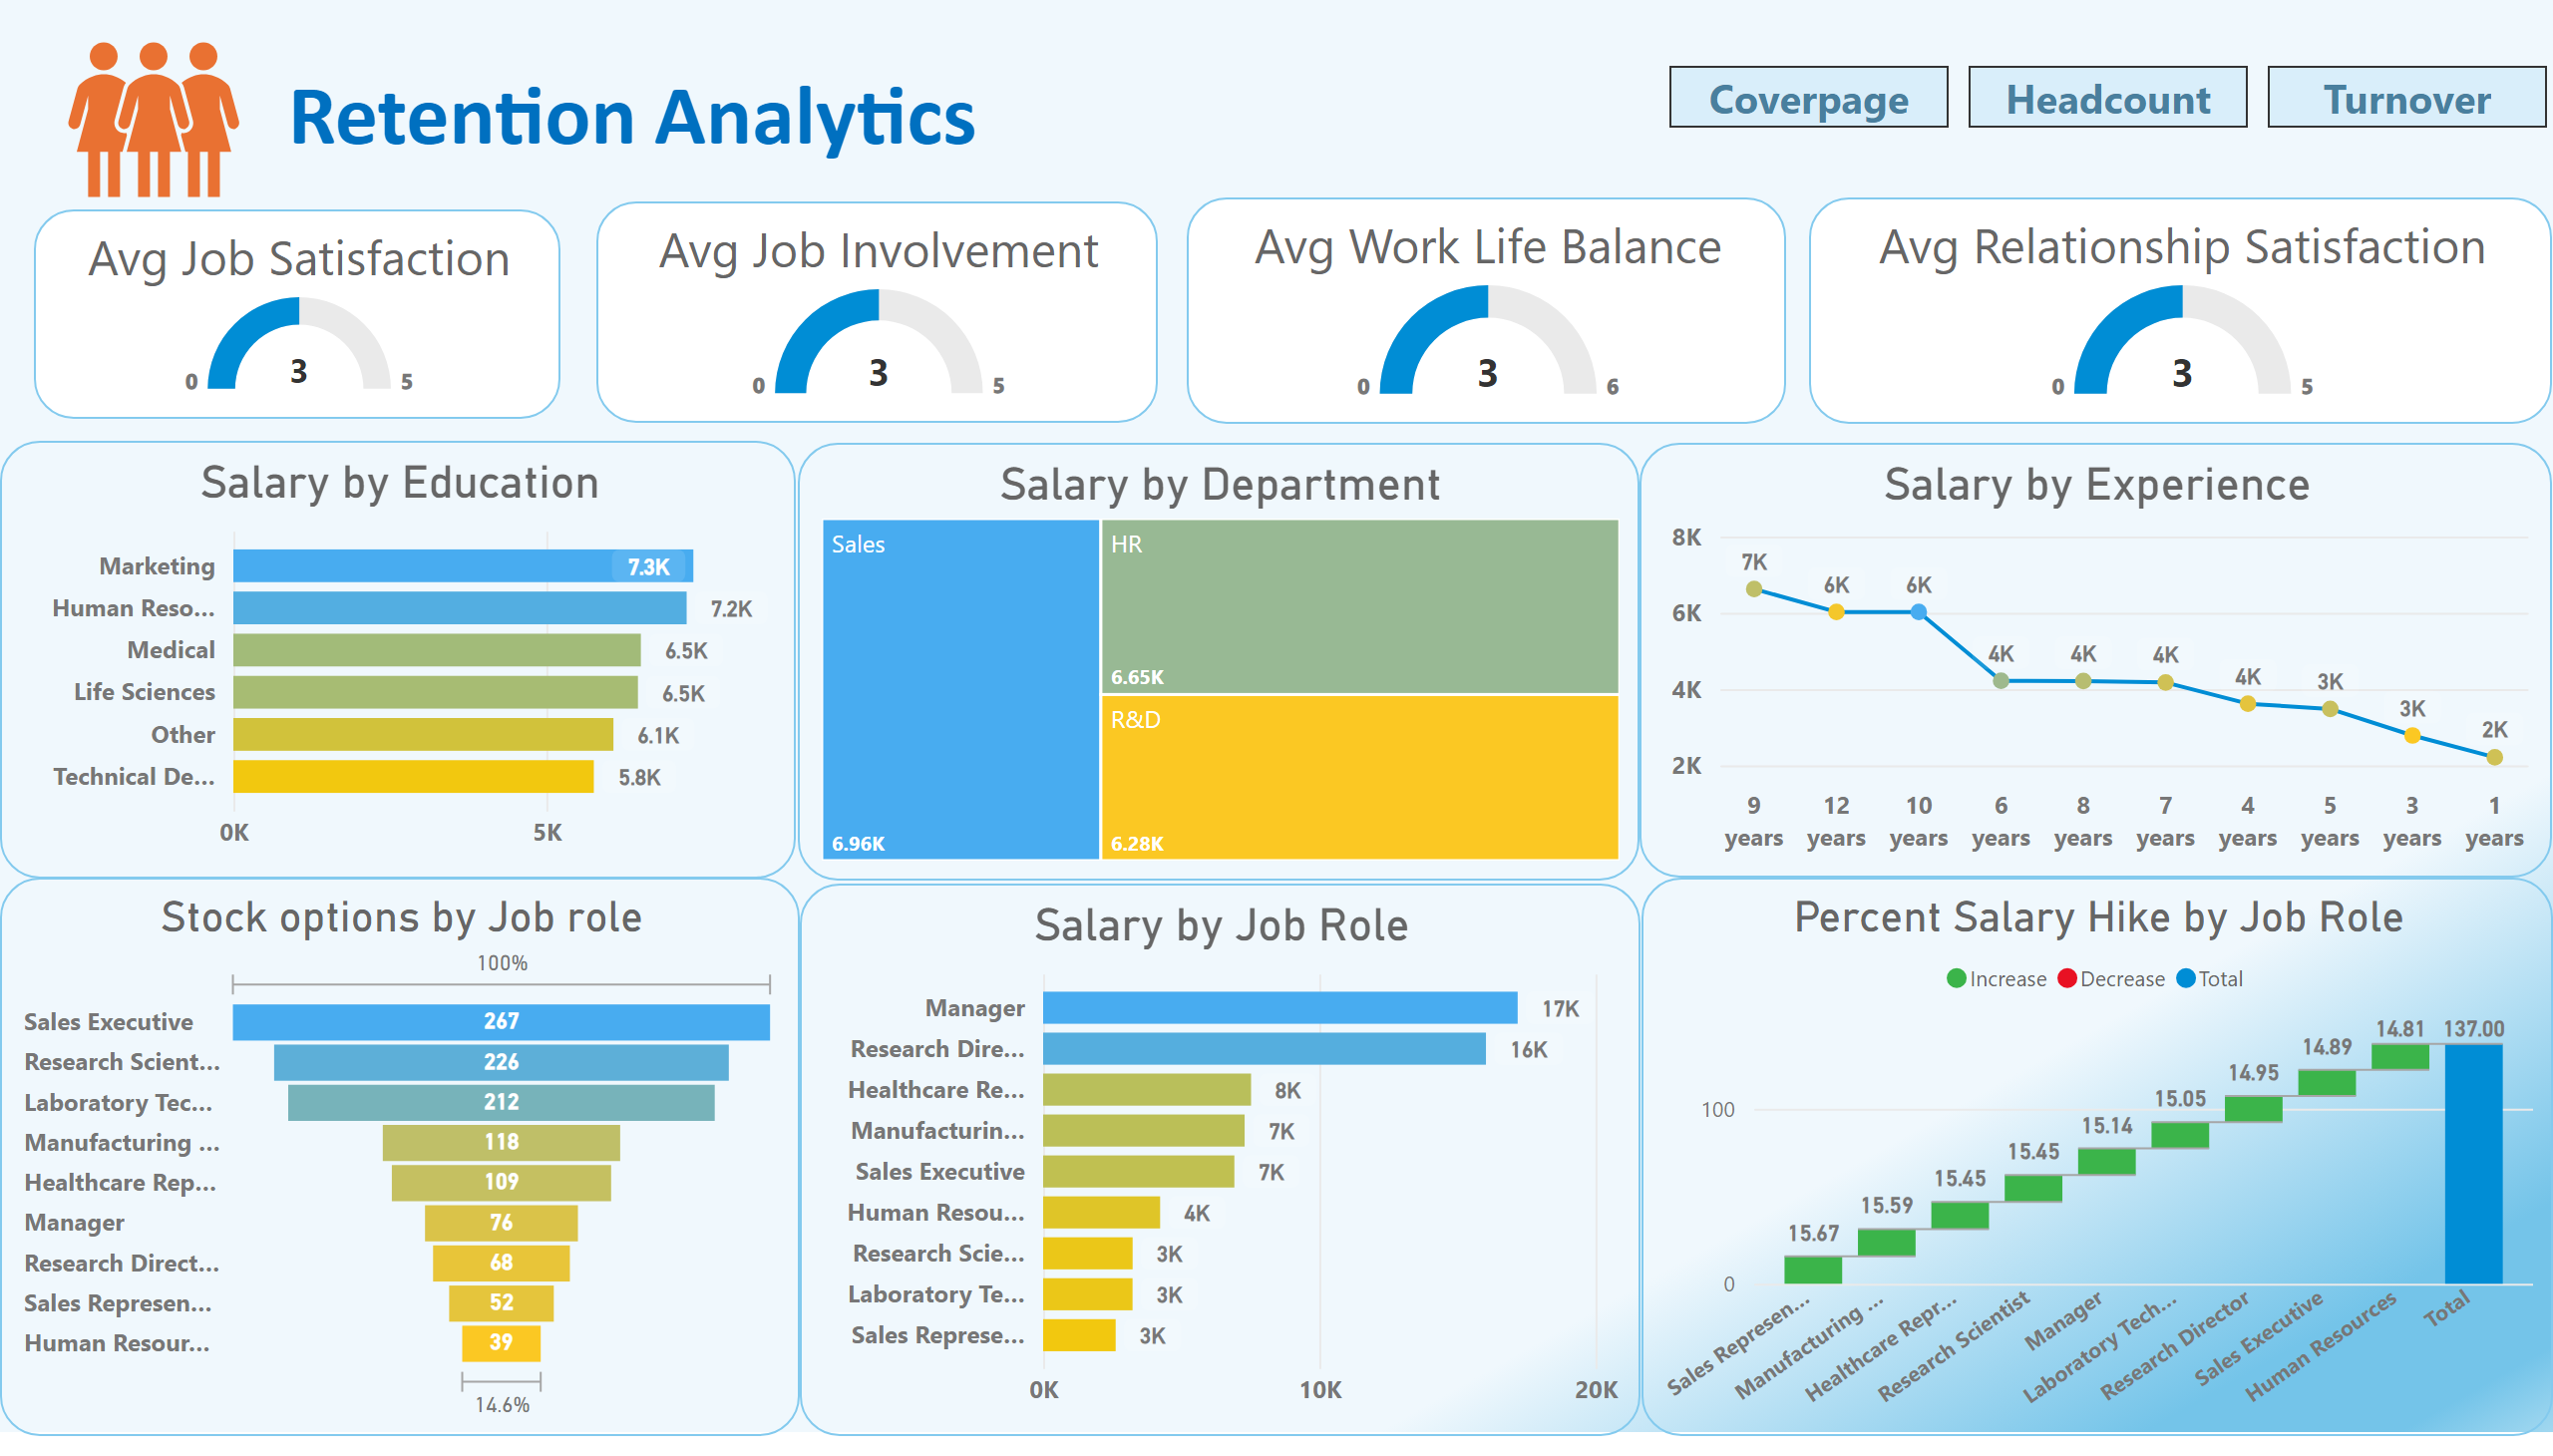 Retention Analytics
Coverpage
Headcount
Turnover
Avg Job Satisfaction
0
3
5
Avg Job Involvement
0
3
5
Avg Work Life Balance
0
3
6
Avg Relationship Satisfaction
0
3
5
Salary by Education
Marketing 7.3K
Human Reso... 7.2K
Medical 6.5K
Life Sciences 6.5K
Other 6.1K
Technical De... 5.8K
0K 5K
Salary by Department
Sales
6.96K
HR
6.65K
R&D
6.28K
Salary by Experience
8K
6K
4K
2K
7K 6K 6K 4K 4K 4K 4K 3K 3K 2K
9 12 10 6 8 7 4 5 3 1
years years years years years years years years years years
Stock options by Job role
100%
Sales Executive 267
Research Scient... 226
Laboratory Tec... 212
Manufacturing ... 118
Healthcare Rep... 109
Manager 76
Research Direct... 68
Sales Represen... 52
Human Resour... 39
14.6%
Salary by Job Role
Manager 17K
Research Dire... 16K
Healthcare Re... 8K
Manufacturin... 7K
Sales Executive 7K
Human Resou... 4K
Research Scie... 3K
Laboratory Te... 3K
Sales Represe... 3K
0K 10K 20K
Percent Salary Hike by Job Role
Increase Decrease Total
100
0
15.67 15.59 15.45 15.45 15.14 15.05 14.95 14.89 14.81 137.00
Sales Represen...
Manufacturing ...
Healthcare Repr...
Research Scientist
Manager
Laboratory Tech...
Research Director
Sales Executive
Human Resources
Total